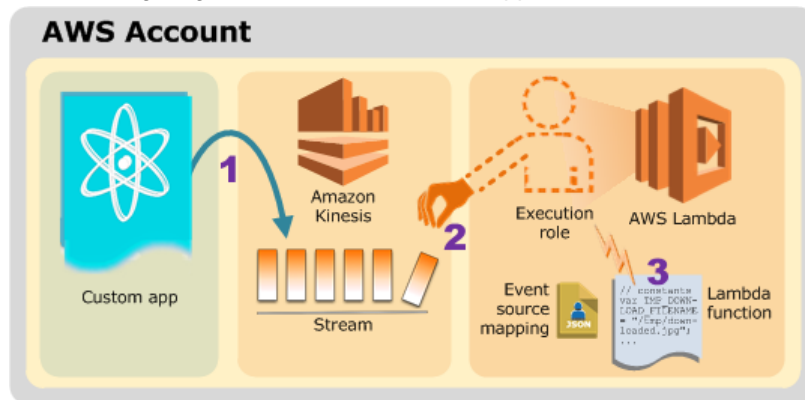 AWS Account
1
Amazon
Kinesis
2
Execution
role
AWS Lambda
3
Custom app
Stream
Event
source
mapping
JSON
// constants
var IMP_DOWN-
LOAD_FILENAME
= "/tmp/down-
loaded.jpg";
...
Lambda
function